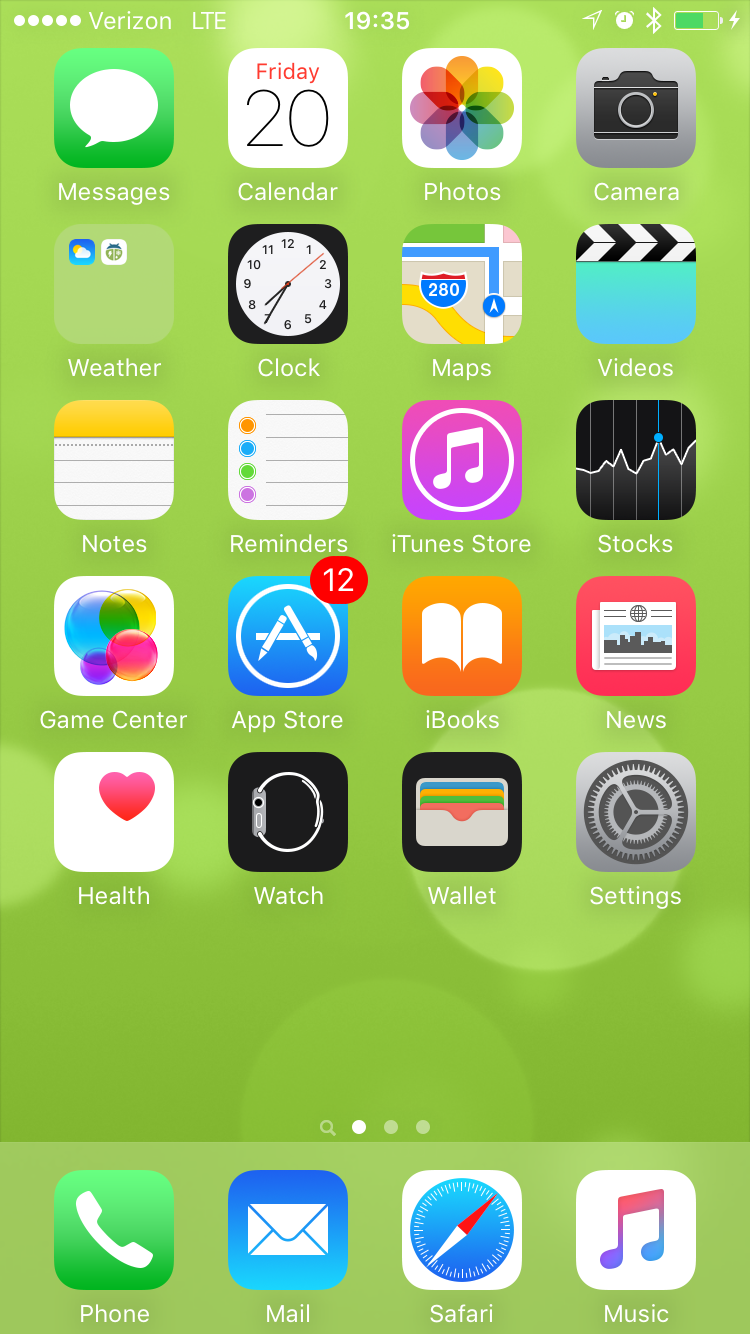 Verizon LTE 19:35
Friday
20
Messages Calendar Photos Camera
12
11 1
10 2
9 3
8 4
7 5
6
280
Weather Clock Maps Videos
Notes Reminders iTunes Store Stocks
12
Game Center App Store iBooks News
Health Watch Wallet Settings
Phone Mail Safari Music